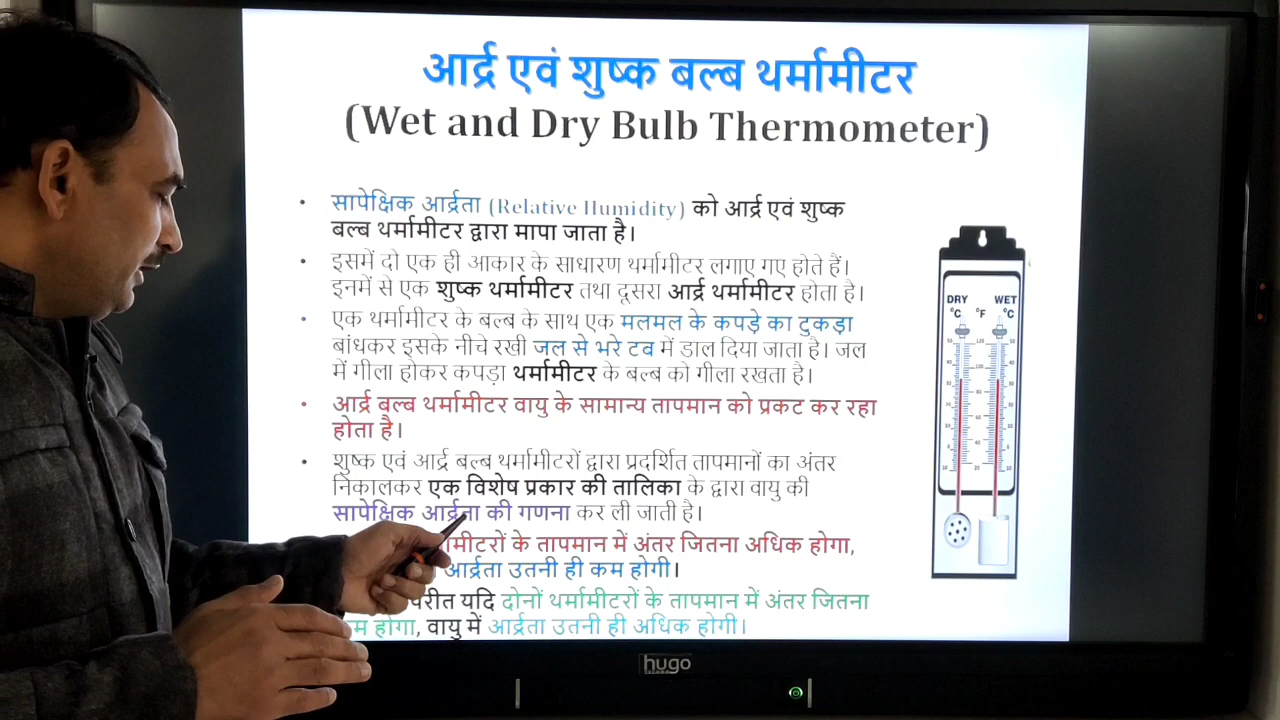 आर्द्र एवं शुष्क बल्ब थर्मामीटर
(Wet and Dry Bulb Thermometer)
• सापेक्षिक आर्द्रता (Relative Humidity) को आर्द्र एवं शुष्क
बल्ब थर्मामीटर द्वारा मापा जाता है।
• इसमें दो एक ही आकार के साधारण थर्मामीटर लगाए गए होते हैं।
इनमें से एक शुष्क थर्मामीटर तथा दूसरा आर्द्र थर्मामीटर होता है।
• एक थर्मामीटर के बल्ब के साथ एक मलमल के कपड़े का टुकड़ा
बांधकर इसके नीचे रखी जल से भरे टब में डाल दिया जाता है। जल
में गीला होकर कपड़ा थर्मामीटर के बल्ब को गीला रखता है।
• आर्द्र बल्ब थर्मामीटर वायु के सामान्य तापमान को प्रकट कर रहा
होता है।
• शुष्क एवं आर्द्र बल्ब थर्मामीटरों द्वारा प्रदर्शित तापमानों का अंतर
निकालकर एक विशेष प्रकार की तालिका के द्वारा वायु की
सापेक्षिक आर्द्रता की गणना कर ली जाती है।
के तापमान में अंतर जितना अधिक होगा,
आर्द्रता उतनी ही कम होगी।
यदि दोनों थर्मामीटरों के तापमान में अंतर जितना
होगा, वायु में आर्द्रता उतनी ही अधिक होगी।
DRY WET
°C °F °C
hugo